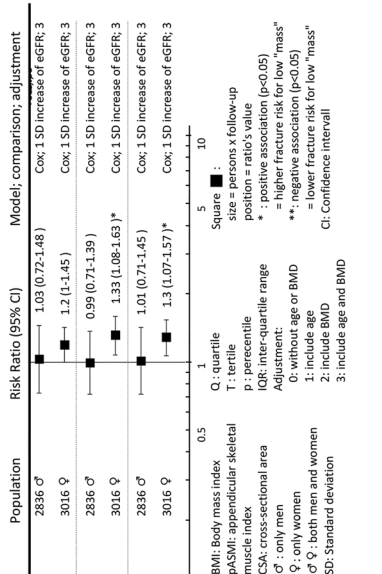 Population Risk Ratio (95% CI) Model; comparison; adjustment
2836 ♂ 1.03 (0.72-1.48 ) Cox; 1 SD increase of eGFR; 3
3016 ♀ 1.2 (1-1.45 ) Cox; 1 SD increase of eGFR; 3
2836 ♂ 0.99 (0.71-1.39 ) Cox; 1 SD increase of eGFR; 3
3016 ♀ 1.33 (1.08-1.63 )* Cox; 1 SD increase of eGFR; 3
2836 ♂ 1.01 (0.71-1.45 ) Cox; 1 SD increase of eGFR; 3
3016 ♀ 1.3 (1.07-1.57 )* Cox; 1 SD increase of eGFR; 3
0.5 1 5 10
BMI: Body mass index
pASMI: appendicular skeletal
muscle index
CSA: cross-sectional area
♂ : only men
♀ : only women
♂ ♀ : both men and women
SD: Standard deviation
Q : quartile
T : tertile
p : perecentile
IQR: inter-quartile range
Adjustment:
0: without age or BMD
1: include age
2: include BMD
3: include age and BMD
Square ■ :
size = persons x follow-up
position = ratio's value
* : positive association (p<0.05)
= higher fracture risk for low "mass"
**: negative association (p<0.05)
= lower fracture risk for low "mass"
CI: Confidence intervall